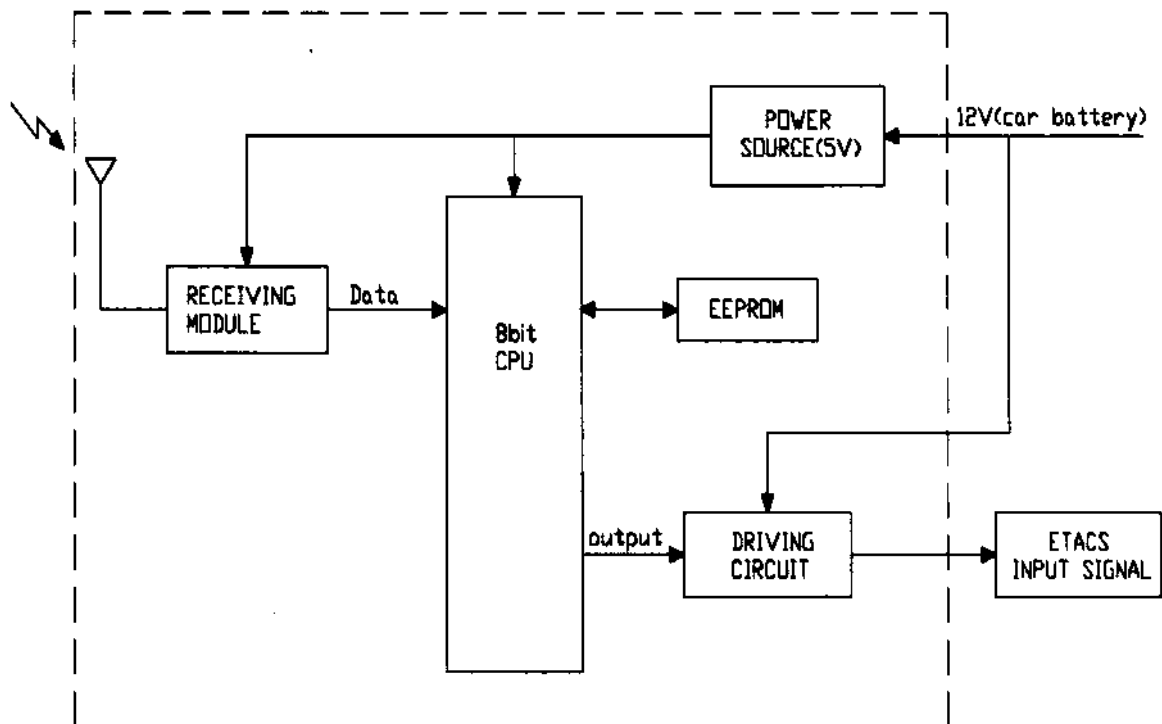 POWER
SOURCE(5V)
12V(car battery)
RECEIVING
MODULE
Data
8bit
CPU
EEPROM
output
DRIVING
CIRCUIT
ETACS
INPUT SIGNAL